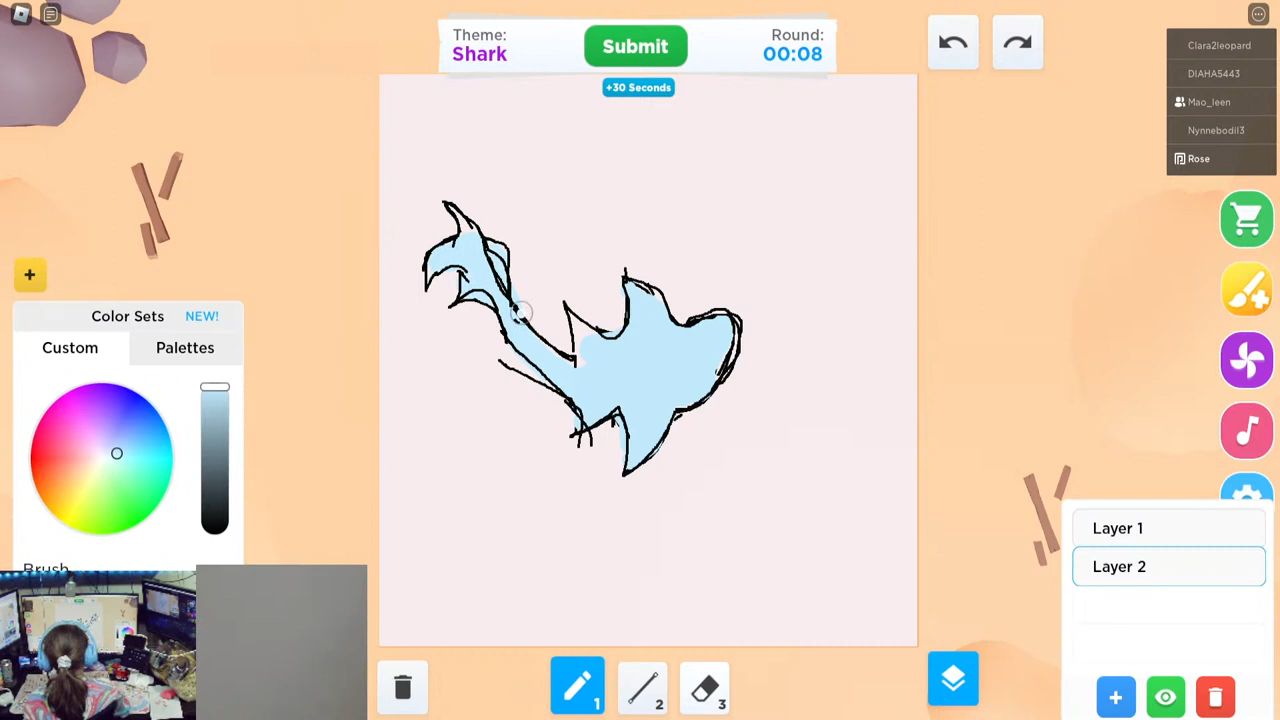 Theme:
Shark
Submit
Round:
00:08
+30 Seconds
Clara2leopard
DIAHA5443
Mao_leen
Nynnebodil3
Rose
+
Color Sets NEW!
Custom
Palettes
Brush
Layer 1
Layer 2
1
2
3
+